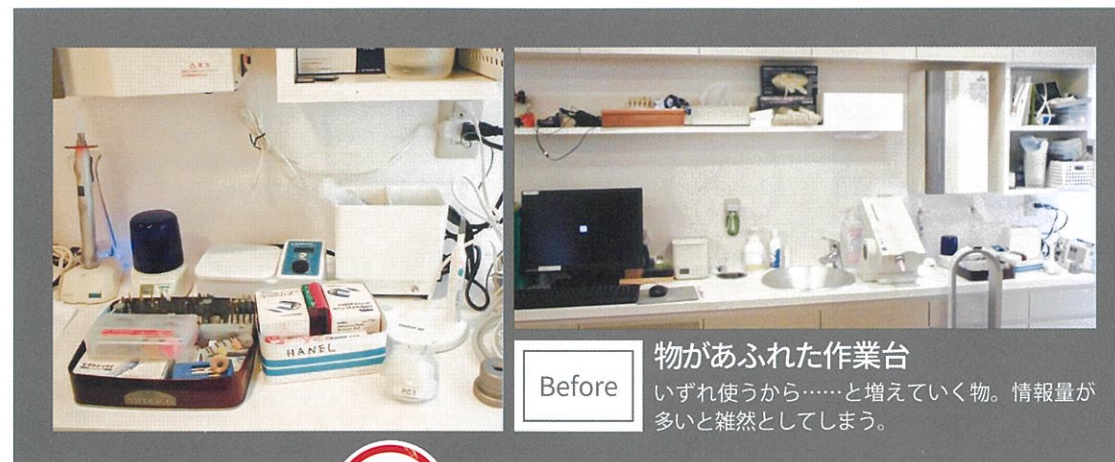 HANEL
PC1
Before
物があふれた作業台
いずれ使うから……と増えていく物。情報量が
多いと雑然としてしまう。